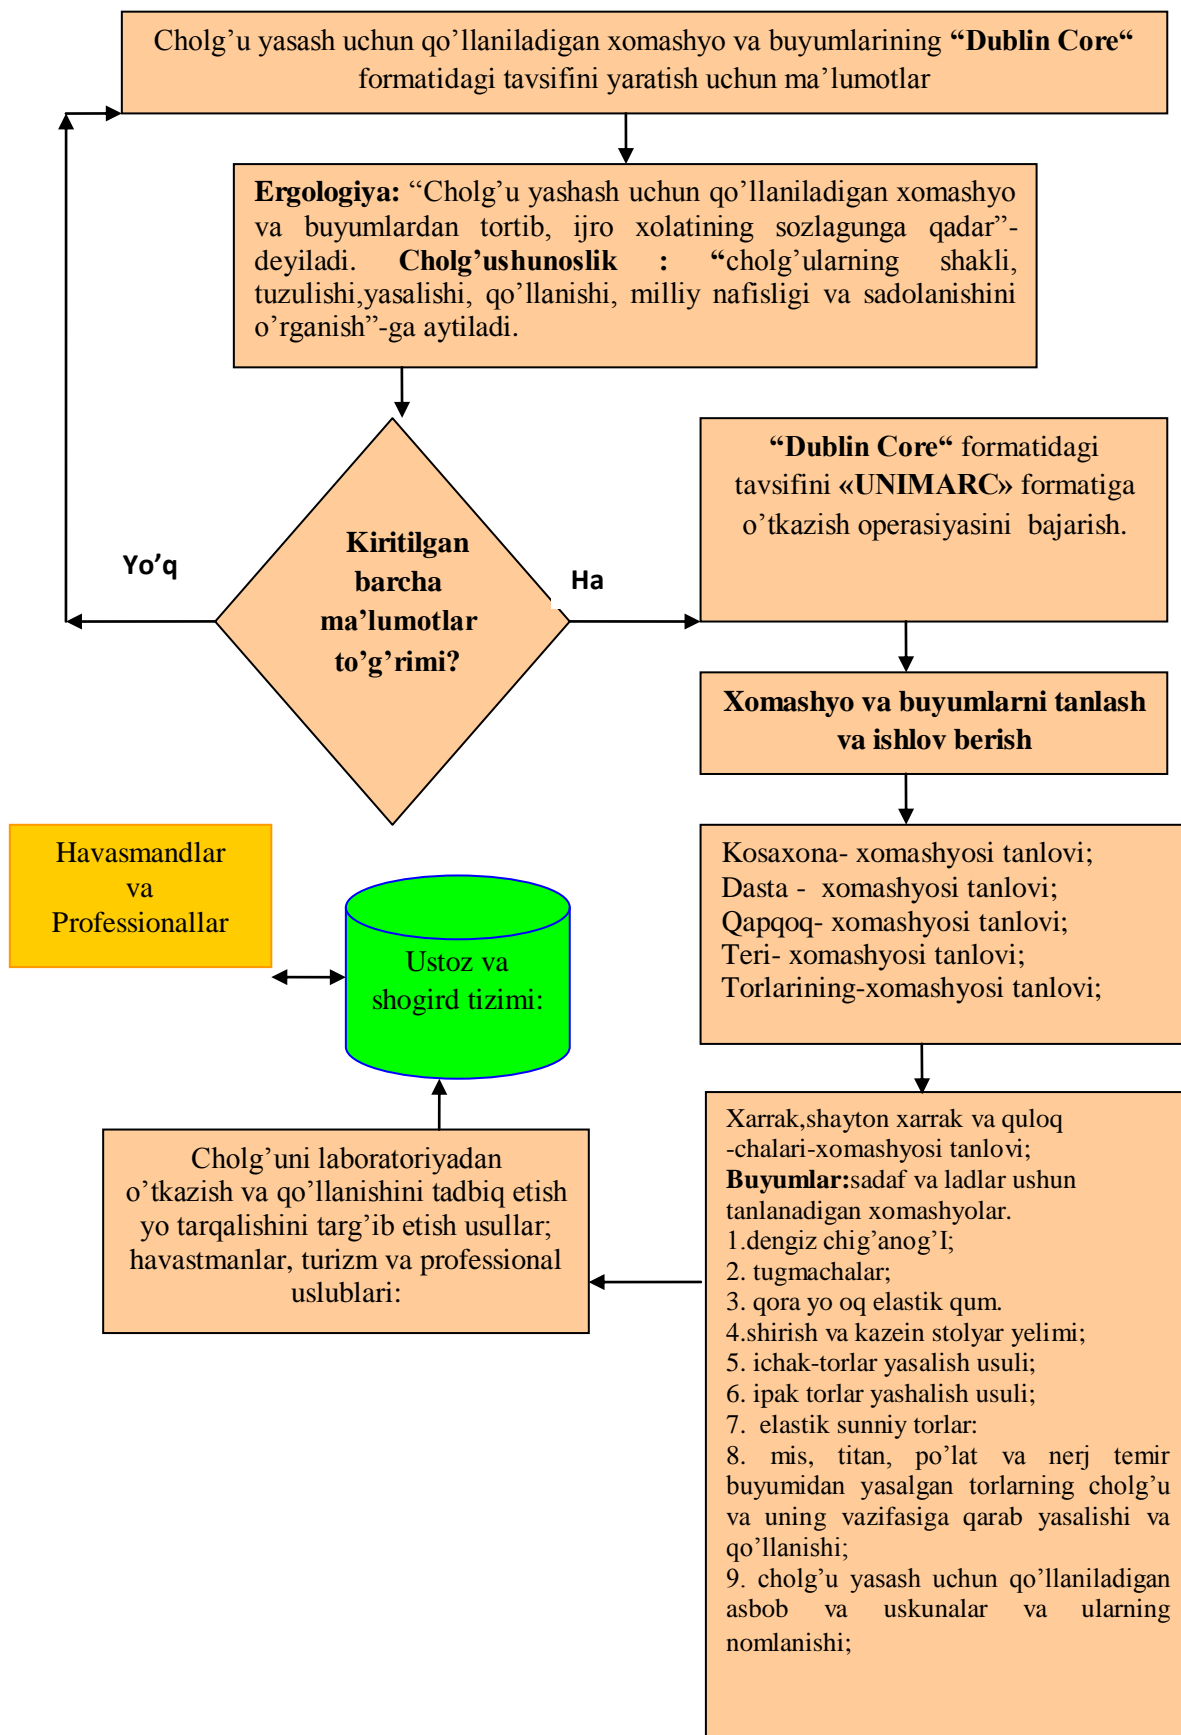 Cholg’u yasash uchun qo’llaniladigan xomashyo va buyumlarining “Dublin Core“
formatidagi tavsifini yaratish uchun ma’lumotlar
Ergologiya: “Cholg’u yashash uchun qo’llaniladigan xomashyo
va buyumlardan tortib, ijro xolatining sozlagunga qadar”-
deyiladi. Cholg’ushunoslik : “cholg’ularning shakli,
tuzulishi,yasalishi, qo’llanishi, milliy nafisligi va sadolanishini
o’rganish”-ga aytiladi.
Kiritilgan
barcha
ma’lumotlar
to’g’rimi?
Yo’q
Ha
“Dublin Core“ formatidagi
tavsifini «UNIMARC» formatiga
o’tkazish operasiyasini bajarish.
Xomashyo va buyumlarni tanlash
va ishlov berish
Kosaxona- xomashyosi tanlovi;
Dasta - xomashyosi tanlovi;
Qapqoq- xomashyosi tanlovi;
Teri- xomashyosi tanlovi;
Torlarining-xomashyosi tanlovi;
Xarrak,shayton xarrak va quloq
-chalari-xomashyosi tanlovi;
Buyumlar:sadaf va ladlar ushun
tanlanadigan xomashyolar.
1.dengiz chig’anog’I;
2. tugmachalar;
3. qora yo oq elastik qum.
4.shirish va kazein stolyar yelimi;
5. ichak-torlar yasalish usuli;
6. ipak torlar yashalish usuli;
7. elastik sunniy torlar:
8. mis, titan, po’lat va nerj temir
buyumidan yasalgan torlarning cholg’u
va uning vazifasiga qarab yasalishi va
qo’llanishi;
9. cholg’u yasash uchun qo’llaniladigan
asbob va uskunalar va ularning
nomlanishi;
Cholg’uni laboratoriyadan
o’tkazish va qo’llanishini tadbiq etish
yo tarqalishini targ’ib etish usullar;
havastmanlar, turizm va professional
uslublari:
Ustoz va
shogird tizimi:
Havasmandlar
va
Professionallar